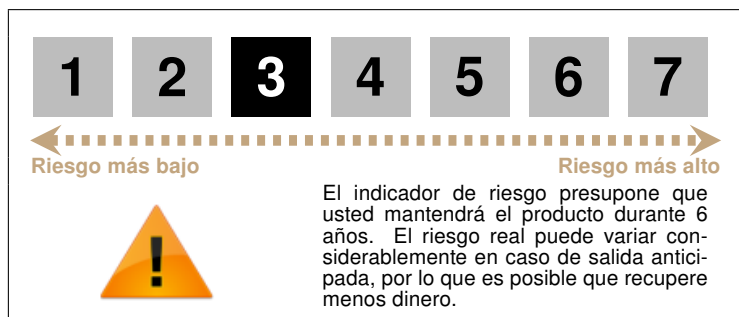 1 2 3 4 5 6 7
Riesgo más bajo Riesgo más alto
El indicador de riesgo presupone que
usted mantendrá el producto durante 6
años. El riesgo real puede variar con-
siderablemente en caso de salida antici-
pada, por lo que es posible que recupere
menos dinero.